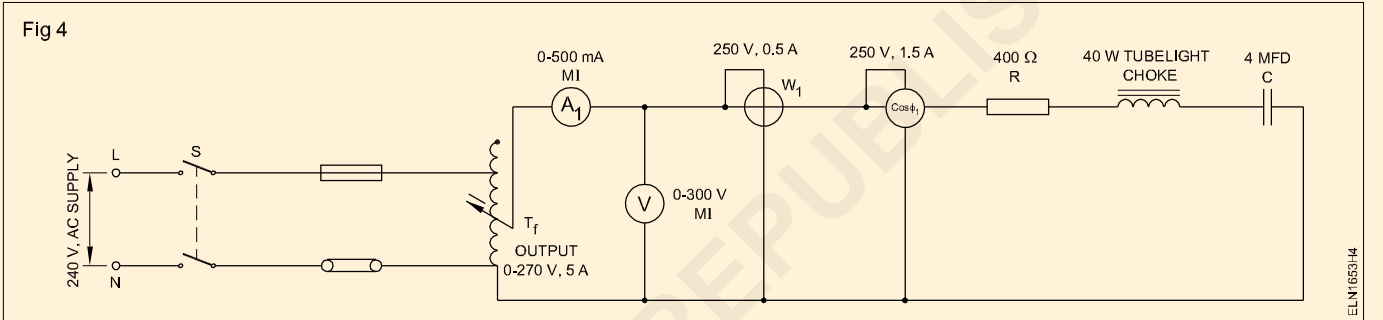 Fig 4
0-500 mA
MI
A1
250 V, 0.5 A
W1
250 V, 1.5 A
Cosϕ1
400 Ω
R
40 W TUBELIGHT
CHOKE
4 MFD
C
L
S
240 V, AC SUPPLY
N
Tf
OUTPUT
0-270 V, 5 A
V
0-300 V
MI
REPUBLIS
ELN1653H4